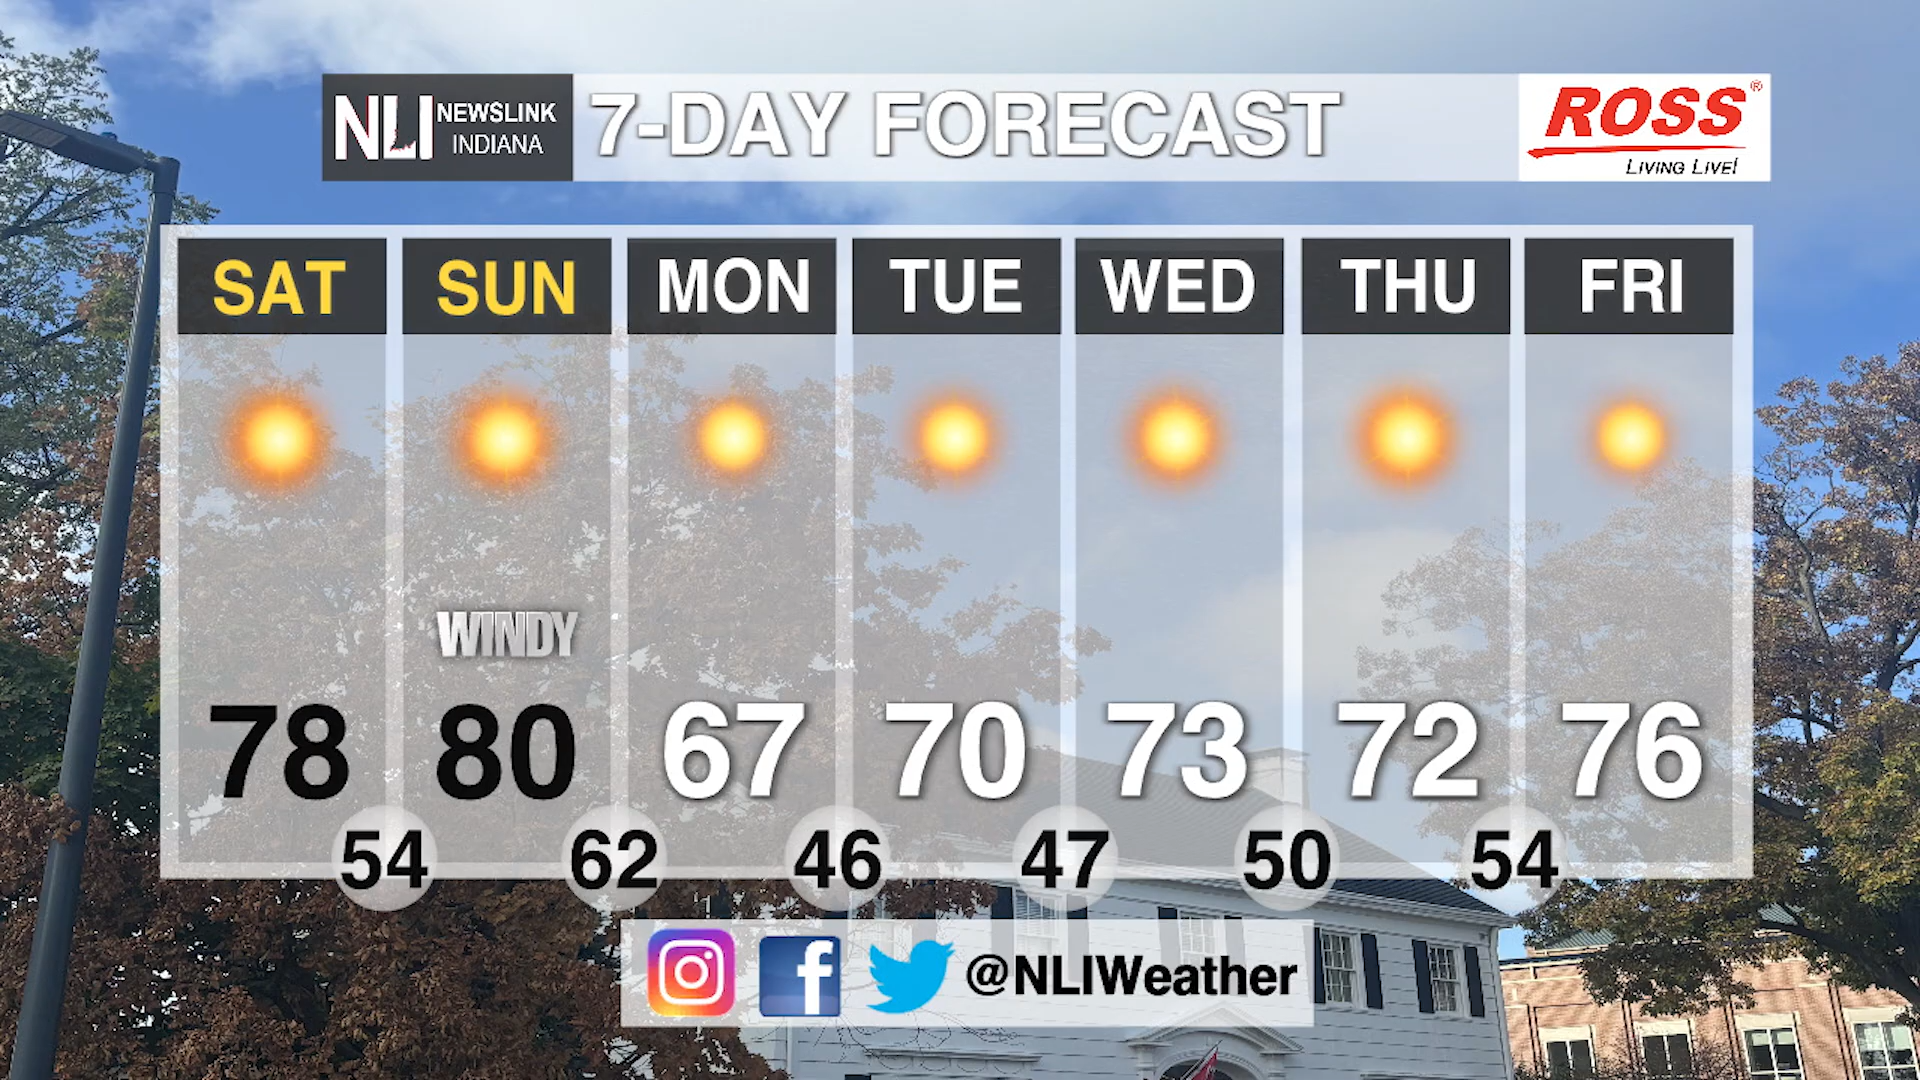 NLI NEWSLINK INDIANA
7-DAY FORECAST
ROSS®
LIVING LIVE!
SAT SUN MON TUE WED THU FRI
WINDY
78 80 67 70 73 72 76
54 62 46 47 50 54
@NLIWeather